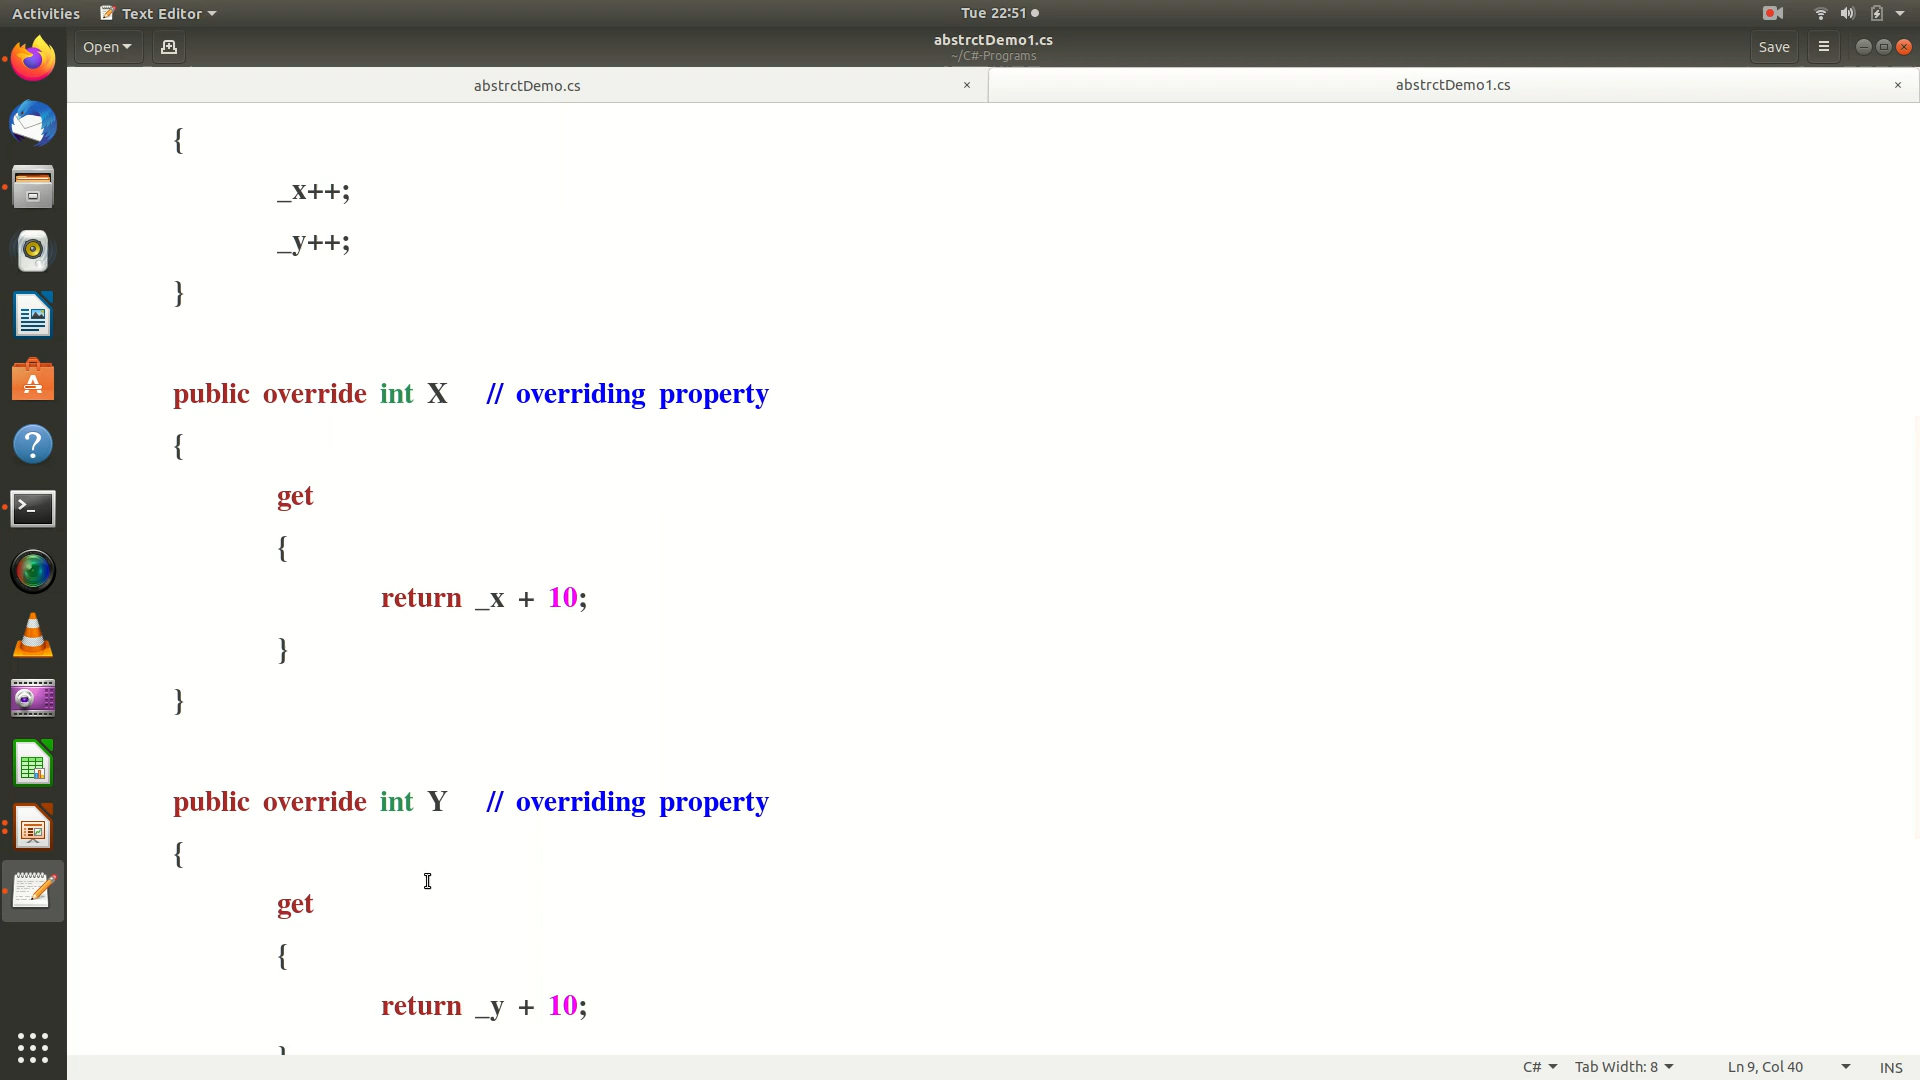 Activities Text Editor Tue 22:51
Open abstrctDemo1.cs Save
~/C#-Programs
abstrctDemo.cs × abstrctDemo1.cs ×
{
_x++;
_y++;
}
public override int X // overriding property
{
get
{
return _x + 10;
}
}
public override int Y // overriding property
{
get
{
return _y + 10;
}
C# Tab Width: 8 Ln 9, Col 40 INS